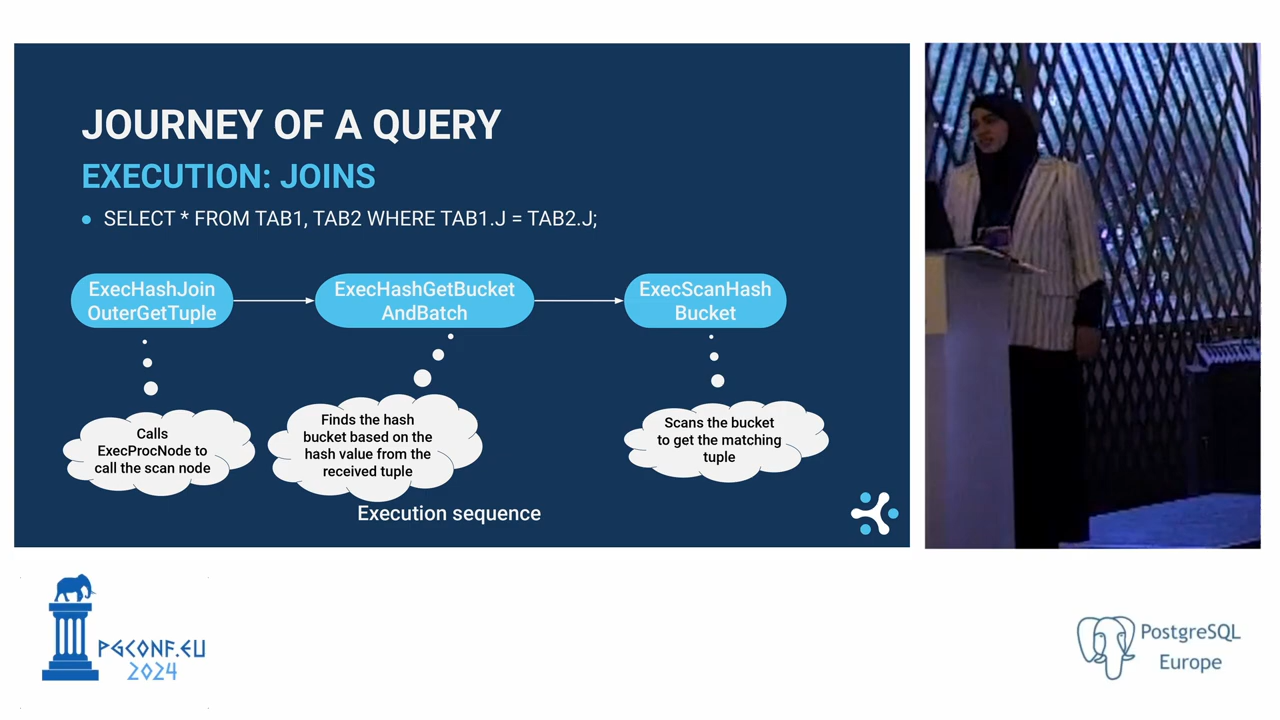 JOURNEY OF A QUERY
EXECUTION: JOINS
SELECT * FROM TAB1, TAB2 WHERE TAB1.J = TAB2.J;
ExecHashJoin
OuterGetTuple
ExecHashGetBucket
AndBatch
ExecScanHash
Bucket
Calls
ExecProcNode to
call the scan node
Finds the hash
bucket based on the
hash value from the
received tuple
Scans the bucket
to get the matching
tuple
Execution sequence
PGCONF.EU
2024
PostgreSQL
Europe